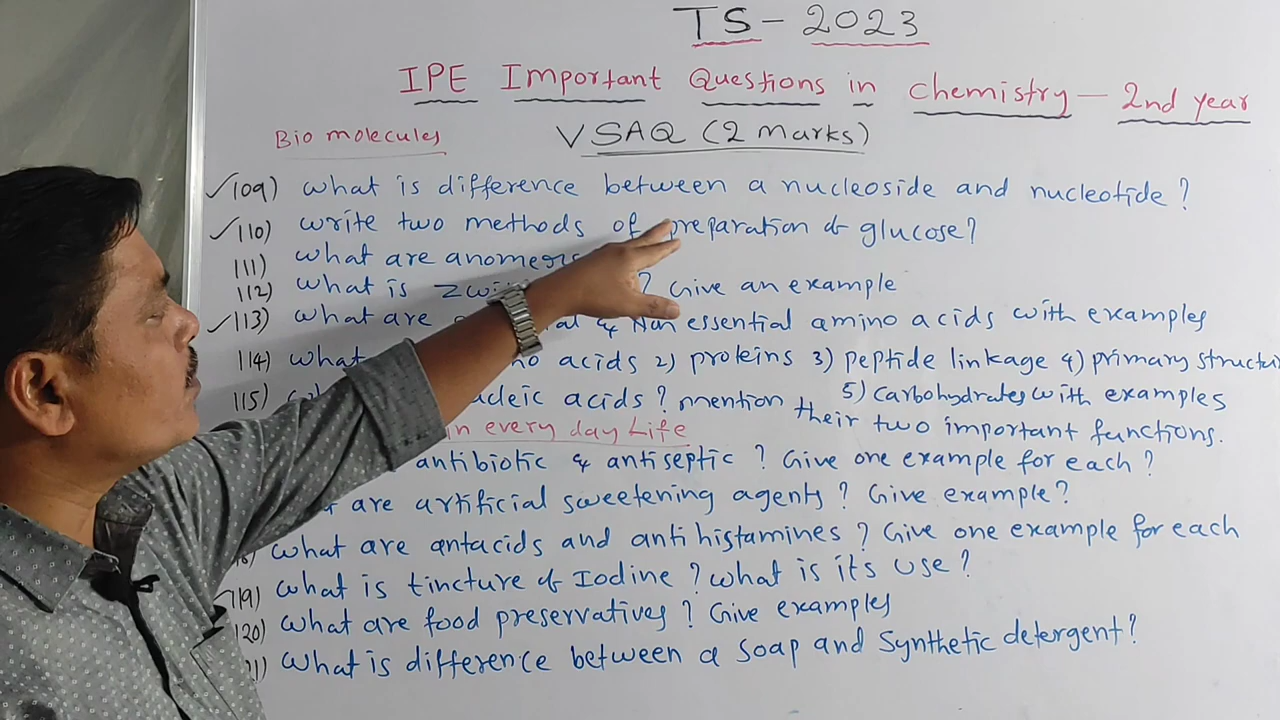 TS - 2023
IPE Important Questions in chemistry - 2nd year
Bio molecules
VSAQ (2 marks)
109) what is difference between a nucleoside and nucleotide ?
110) write two methods of preparation of glucose?
111) what are anomers
112) what is ? Give an example
113) what are & Non essential amino acids with examples
114) what acids 2) proteins 3) peptide linkage 4) primary
5) Carbohydrates with examples
115) acids ? mention their two important functions.
in every day Life
antibiotic & antiseptic ? Give one example for each ?
are artificial sweetening agents ? Give example?
what are antacids and anti histamines ? Give one example for each
119) what is tincture of Iodine ? what is its use ?
120) what are food preservatives ? Give examples
what is difference between a soap and synthetic detergent?